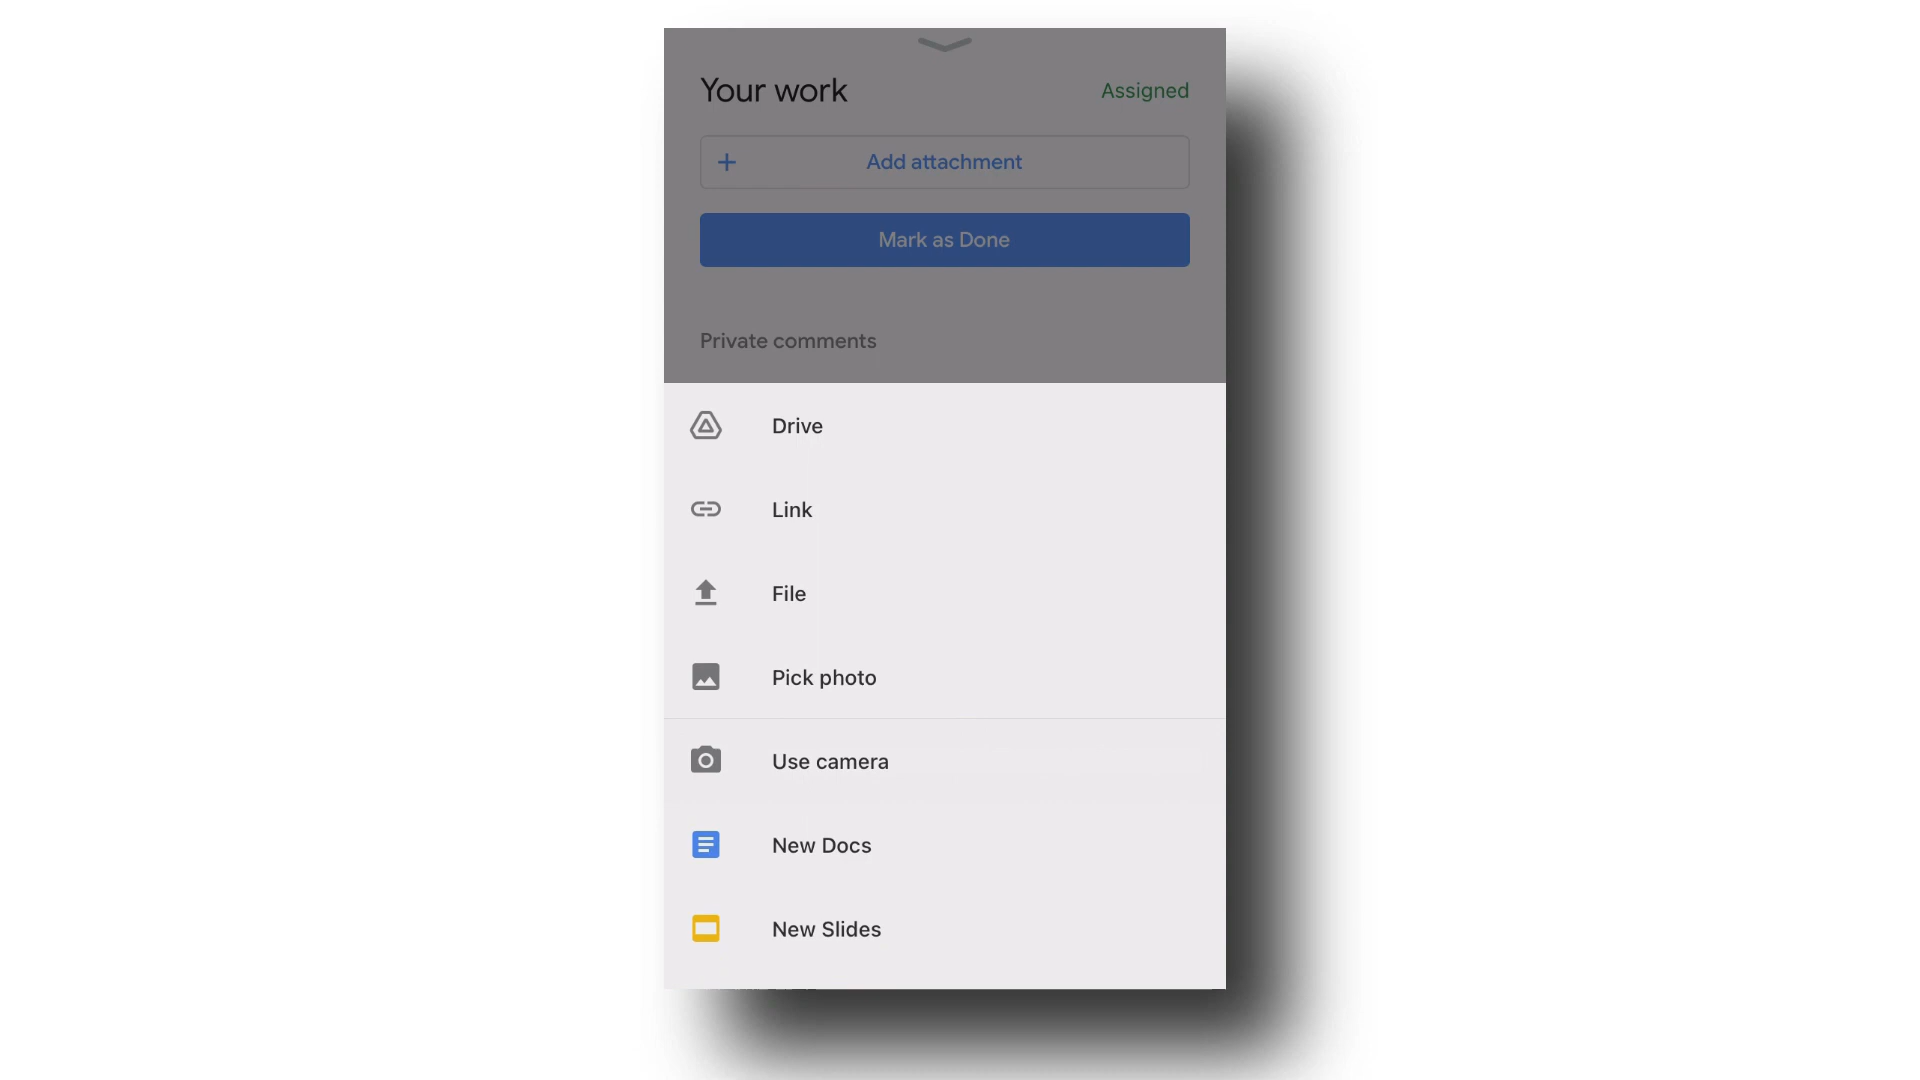 Your work
Assigned
Add attachment
Mark as Done
Private comments
Drive
Link
File
Pick photo
Use camera
New Docs
New Slides